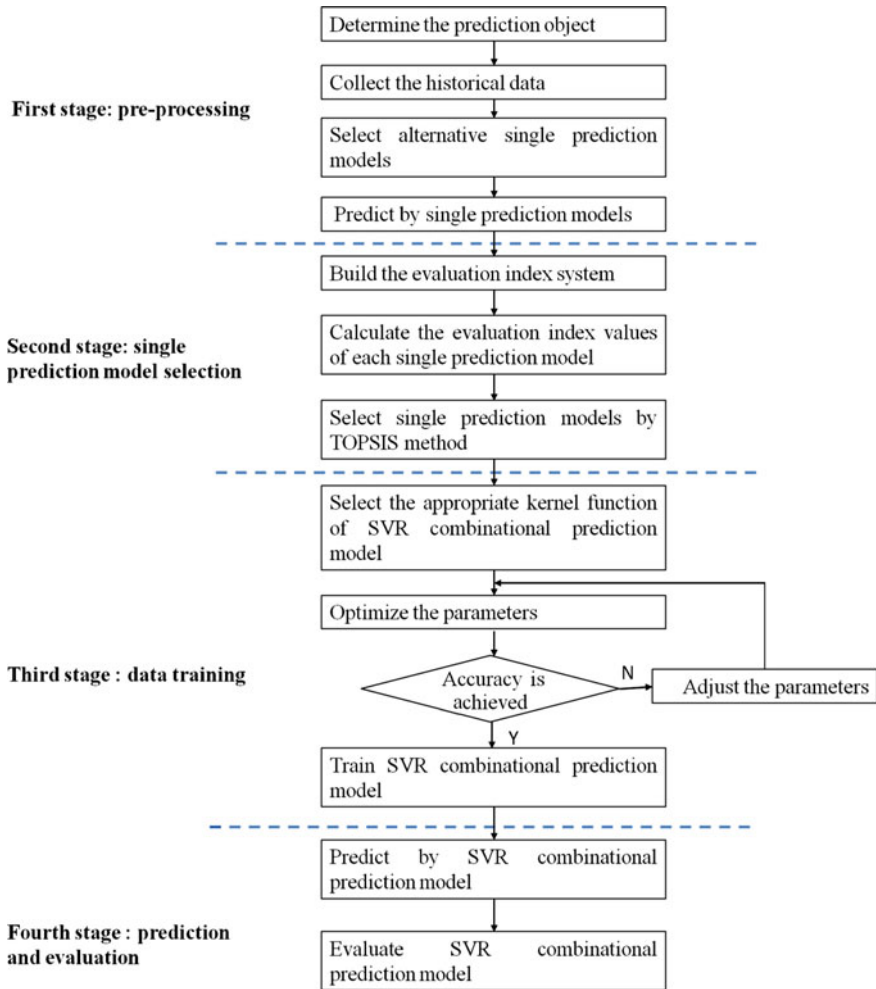 Determine the prediction object
Collect the historical data
First stage: pre-processing
Select alternative single prediction
models
Predict by single prediction models
Build the evaluation index system
Calculate the evaluation index values
of each single prediction model
Second stage: single
prediction model selection
Select single prediction models by
TOPSIS method
Select the appropriate kernel function
of SVR combinational prediction
model
Optimize the parameters
Third stage : data training
Accuracy is
achieved
N
Adjust the parameters
Y
Train SVR combinational prediction
model
Predict by SVR combinational
prediction model
Fourth stage : prediction
and evaluation
Evaluate SVR combinational
prediction model